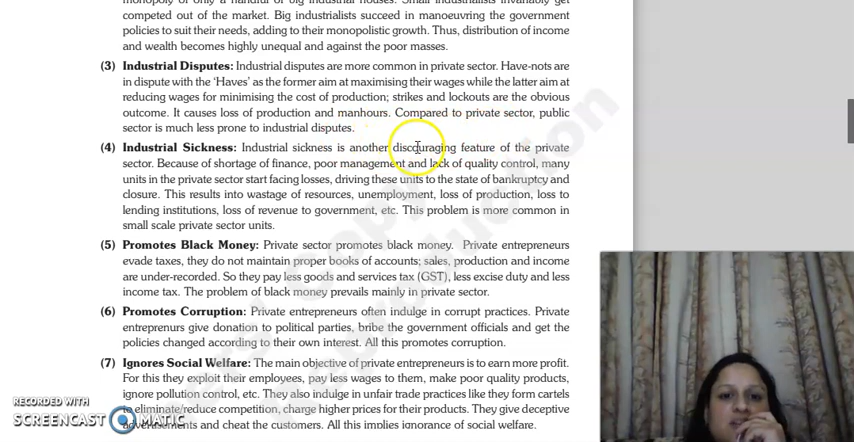 monopoly of only a handful of big industrial houses. Small industrialists invariably get
competed out of the market. Big industrialists succeed in manoeuvring the government
policies to suit their needs, adding to their monopolistic growth. Thus, distribution of income
and wealth becomes highly unequal and against the poor masses.
(3) Industrial Disputes: Industrial disputes are more common in private sector. Have-nots are
in dispute with the 'Haves' as the former aim at maximising their wages while the latter aim at
reducing wages for minimising the cost of production; strikes and lockouts are the obvious
outcome. It causes loss of production and manhours. Compared to private sector, public
sector is much less prone to industrial disputes.
(4) Industrial Sickness: Industrial sickness is another discouraging feature of the private
sector. Because of shortage of finance, poor management and lack of quality control, many
units in the private sector start facing losses, driving these units to the state of bankruptcy and
closure. This results into wastage of resources, unemployment, loss of production, loss to
lending institutions, loss of revenue to government, etc. This problem is more common in
small scale private sector units.
(5) Promotes Black Money: Private sector promotes black money. Private entrepreneurs
evade taxes, they do not maintain proper books of accounts; sales, production and income
are under-recorded. So they pay less goods and services tax (GST), less excise duty and less
income tax. The problem of black money prevails mainly in private sector.
(6) Promotes Corruption: Private entrepreneurs often indulge in corrupt practices. Private
entreprenurs give donation to political parties, bribe the government officials and get the
policies changed according to their own interest. All this promotes corruption.
(7) Ignores Social Welfare: The main objective of private entrepreneurs is to earn more profit.
For this they exploit their employees, pay less wages to them, make poor quality products,
ignore pollution control, etc. They also indulge in unfair trade practices like they form cartels
to eliminate/reduce competition, charge higher prices for their products. They give deceptive
advertisements and cheat the customers. All this implies ignorance of social welfare.
RECORDED WITH
SCREENCAST MATIC